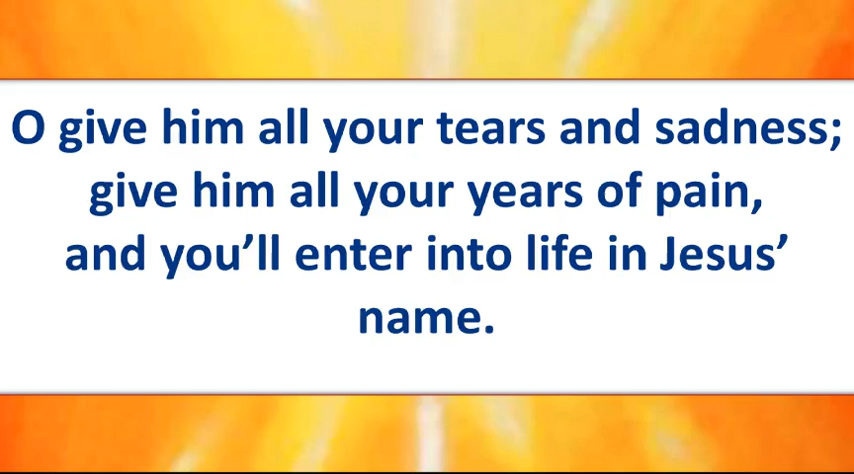 O give him all your tears and sadness;
give him all your years of pain,
and you’ll enter into life in Jesus’
name.